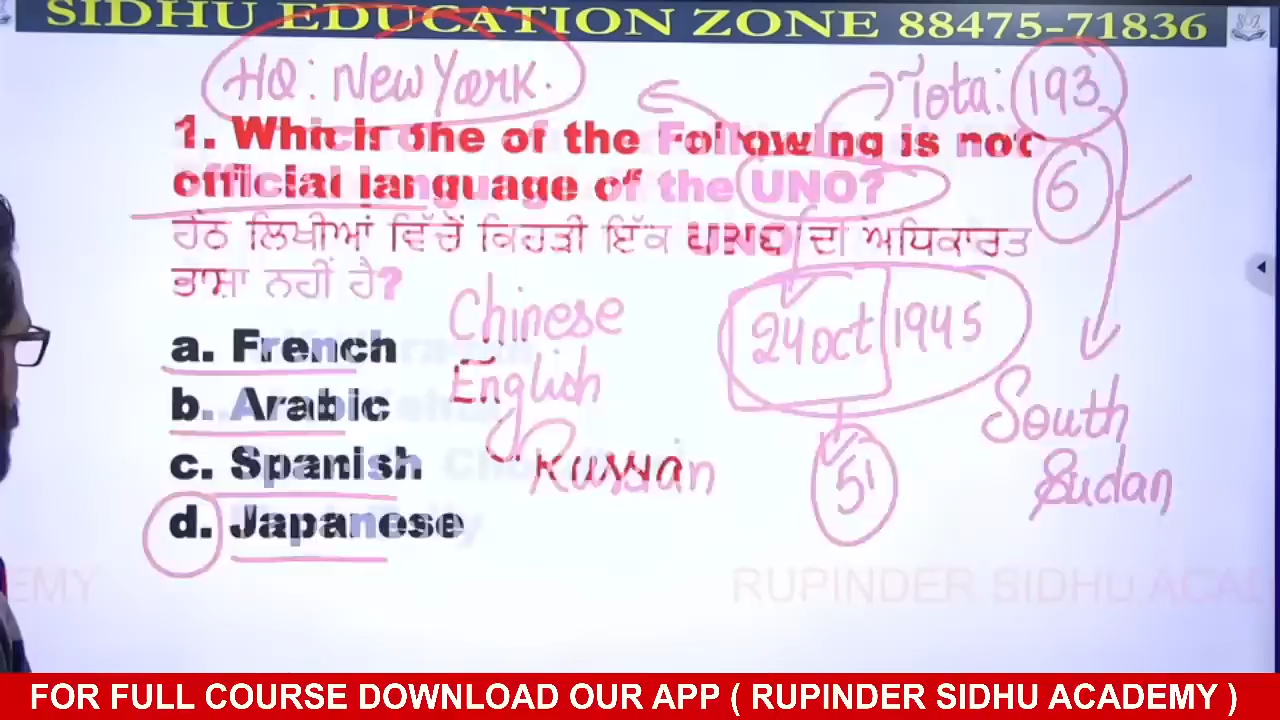 SIDHU EDUCATION ZONE 88475-71836
HQ: New York.
Total: 193
1. Which one of the Following is not
official language of the UNO?
6
ਹੇਠ ਲਿਖੀਆਂ ਵਿੱਚੋਂ ਕਿਹੜੀ ਇੱਕ UNO ਦੀ ਅਧਿਕਾਰਤ
ਭਾਸ਼ਾ ਨਹੀਂ ਹੈ?
Chinese
24 oct 1945
a. French
English
b. Arabic
South
Sudan
c. Spanish
Russian
51
d. Japanese
RUPINDER SIDHU ACADEMY
FOR FULL COURSE DOWNLOAD OUR APP ( RUPINDER SIDHU ACADEMY )